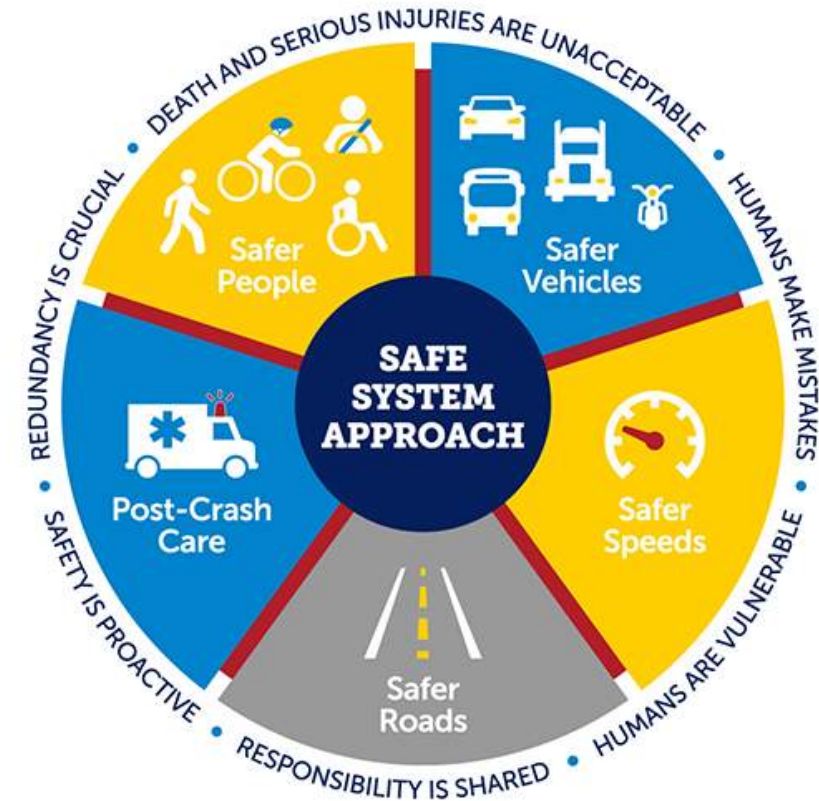 DEATH AND SERIOUS INJURIES ARE UNACCEPTABLE
HUMANS MAKE MISTAKES
HUMANS ARE VULNERABLE
RESPONSIBILITY IS SHARED
SAFETY IS PROACTIVE
REDUNDANCY IS CRUCIAL
Safer
People
Safer
Vehicles
SAFE
SYSTEM
APPROACH
Post-Crash
Care
Safer
Speeds
Safer
Roads